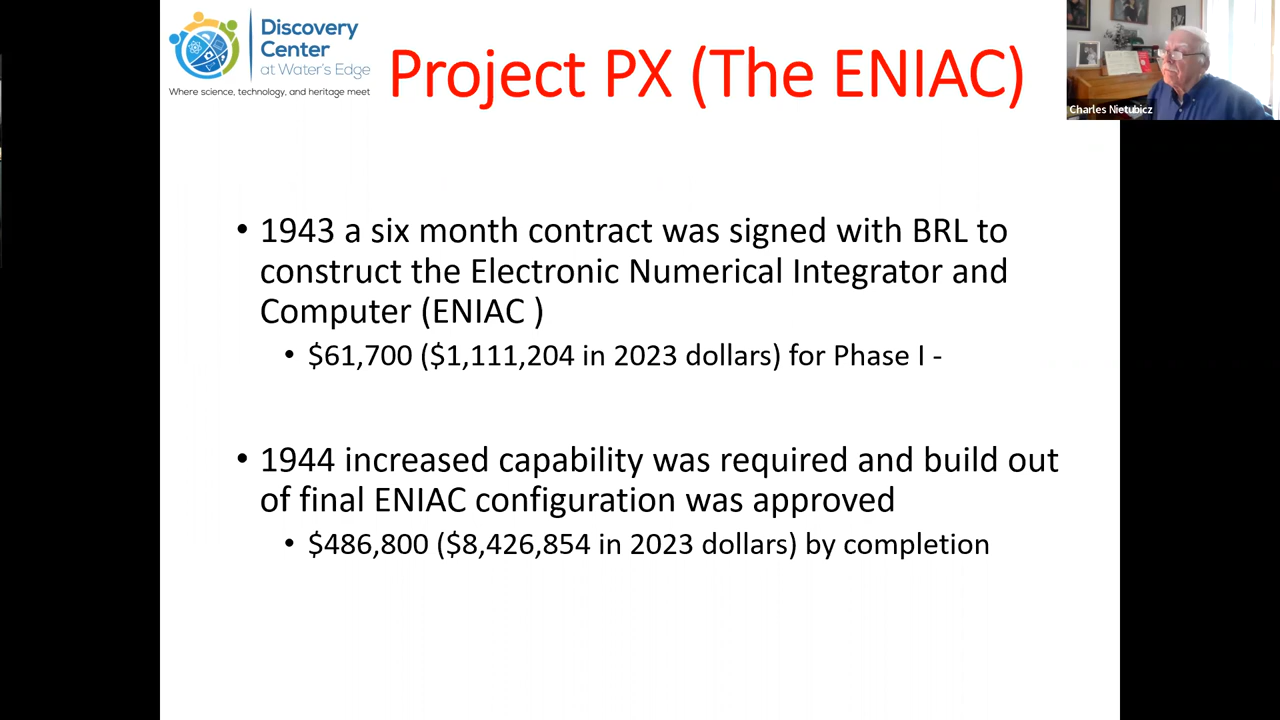 Discovery
Center
at Water's Edge
Where science, technology, and heritage meet
Project PX (The ENIAC)
Charles Nietubicz
• 1943 a six month contract was signed with BRL to
construct the Electronic Numerical Integrator and
Computer (ENIAC )
• $61,700 ($1,111,204 in 2023 dollars) for Phase I -
• 1944 increased capability was required and build out
of final ENIAC configuration was approved
• $486,800 ($8,426,854 in 2023 dollars) by completion